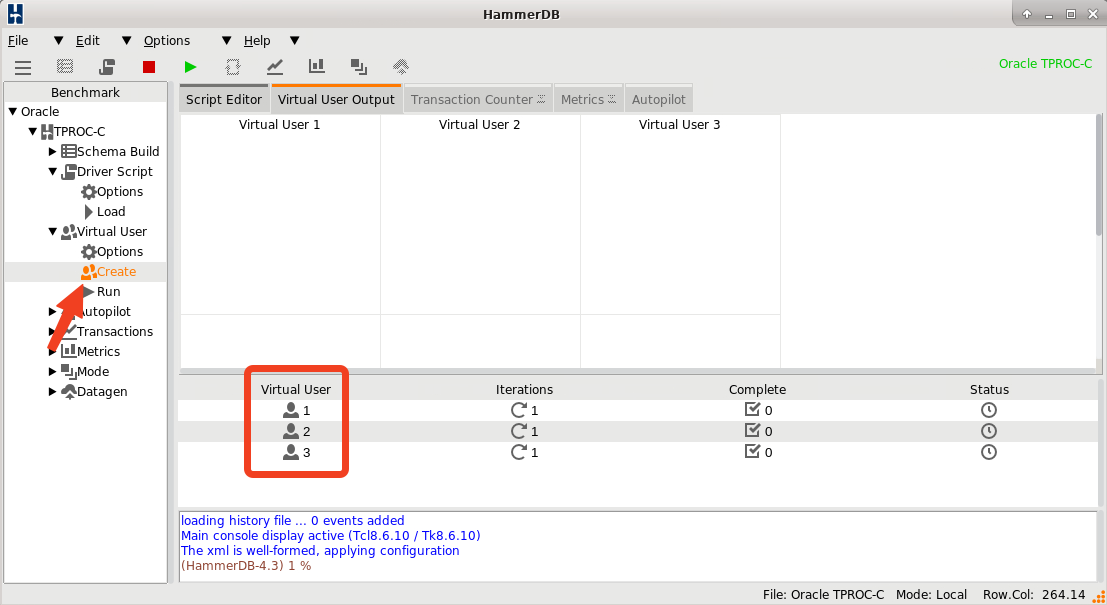 HammerDB
File Edit Options Help
Oracle TPROC-C
Benchmark
Oracle
TPROC-C
Schema Build
Driver Script
Options
Load
Virtual User
Options
Create
Run
Autopilot
Transactions
Metrics
Mode
Datagen
Script Editor Virtual User Output Transaction Counter Metrics Autopilot
Virtual User 1 Virtual User 2 Virtual User 3
Virtual User Iterations Complete Status
1 1 0
2 1 0
3 1 0
loading history file ... 0 events added
Main console display active (Tcl8.6.10 / Tk8.6.10)
The xml is well-formed, applying configuration
(HammerDB-4.3) 1 %
File: Oracle TPROC-C Mode: Local Row.Col: 264.14